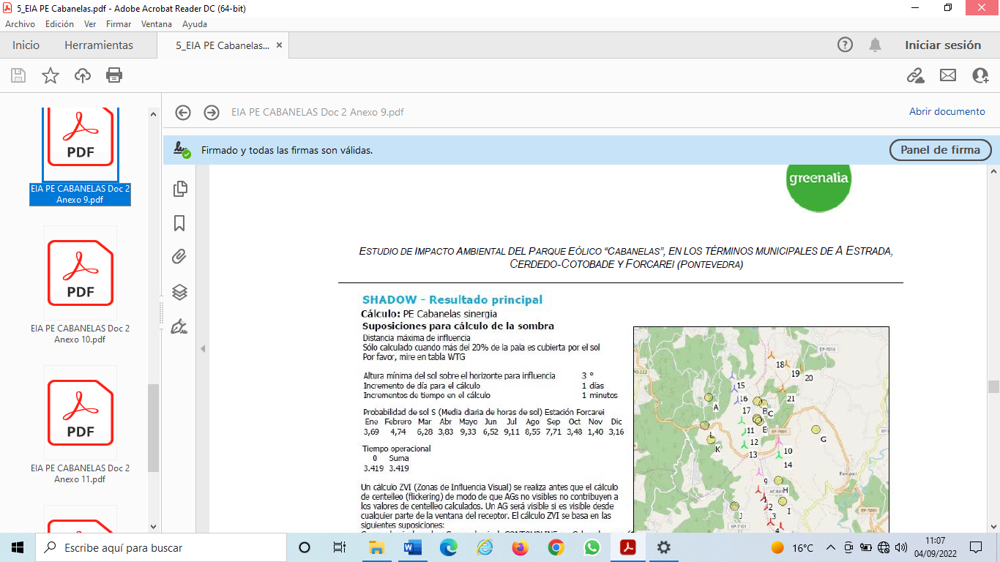 5_EIA PE Cabanelas.pdf - Adobe Acrobat Reader DC (64-bit)
Archivo Edición Ver Firmar Ventana Ayuda
Inicio Herramientas 5_EIA PE Cabanelas... × Iniciar sesión
EIA PE CABANELAS Doc 2 Anexo 9.pdf Abrir documento
Firmado y todas las firmas son válidas. Panel de firma
PDF
EIA PE CABANELAS Doc 2
Anexo 9.pdf
PDF
EIA PE CABANELAS Doc 2
Anexo 10.pdf
PDF
EIA PE CABANELAS Doc 2
Anexo 11.pdf
greenalia
ESTUDIO DE IMPACTO AMBIENTAL DEL PARQUE EÓLICO “CABANELAS”, EN LOS TÉRMINOS MUNICIPALES DE A ESTRADA,
CERDEDO-COTOBADE Y FORCAREI (PONTEVEDRA)
SHADOW - Resultado principal
Cálculo: PE Cabanelas sinergia
Suposiciones para cálculo de la sombra
Distancia máxima de influencia
Sólo calculado cuando más del 20% de la pala es cubierta por el sol
Por favor, mire en tabla WTG
Altura mínima del sol sobre el horizonte para influencia 3 °
Incremento de día para el cálculo 1 días
Incrementos de tiempo en el cálculo 1 minutos
Probabilidad de sol S (Media diaria de horas de sol) Estación Forcarei
Ene Febrero Mar Abr Mayo Jun Jul Ago Sep Oct Nov Dic
3,69 4,74 6,28 3,83 9,33 6,52 9,11 8,55 7,71 3,48 1,40 3,16
Tiempo operacional
0 Suma
3.419 3.419
Un cálculo ZVI (Zonas de Influencia Visual) se realiza antes que el cálculo
de centelleo (flickering) de modo de que AGs no visibles no contribuyen a
los valores de centelleo calculados. Un AG será visible si es visible desde
cualquier parte de la ventana del receptor. El cálculo ZVI se basa en las
siguientes suposiciones:
EP-7016
18
19
20
15
16
21
A
B
C
17
E
11
EP-7001
G
L
K
12
13
10
14
Forcarei
9
H
AC-841
I
2
J
3
4
EP-7201
EP-7101
Escribe aquí para buscar
16°C
11:07
04/09/2022